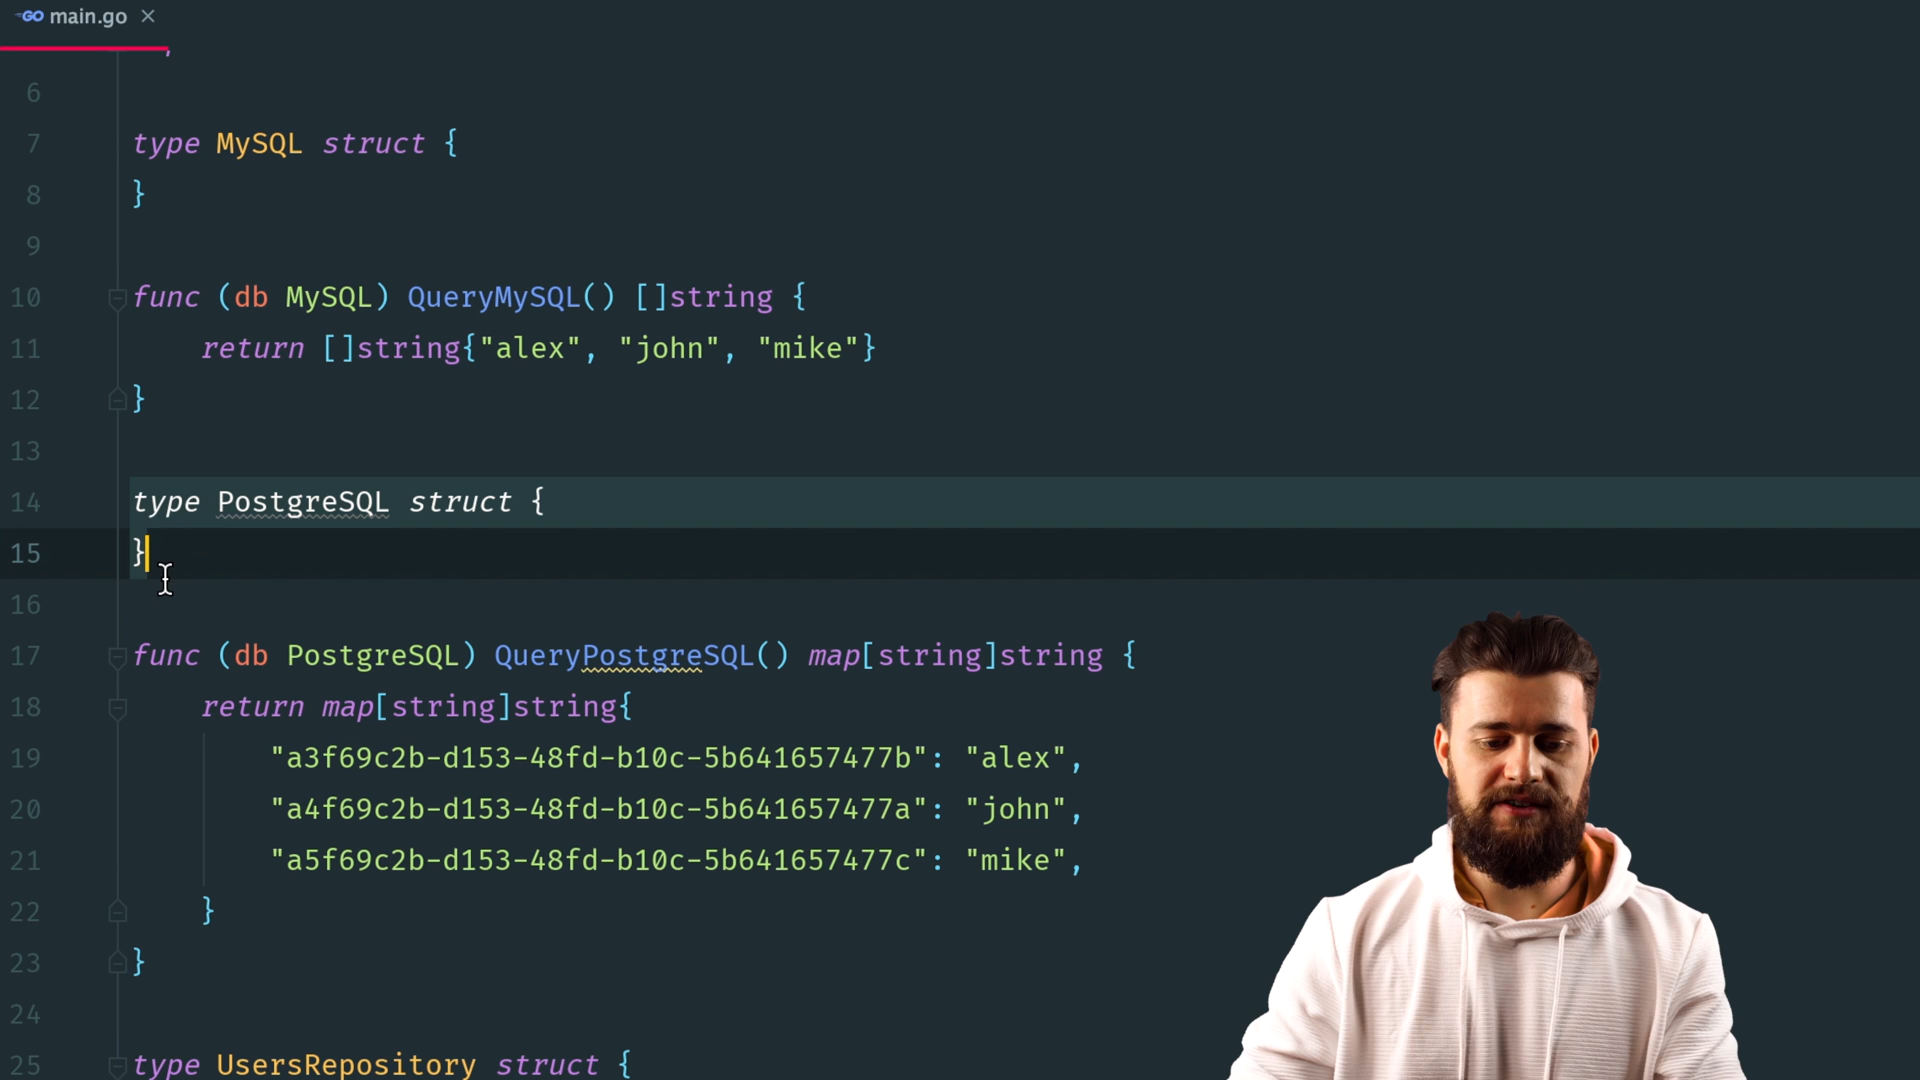 GO main.go ×
6
7 type MySQL struct {
8 }
9
10 func (db MySQL) QueryMySQL() []string {
11 return []string{"alex", "john", "mike"}
12 }
13
14 type PostgreSQL struct {
15 }
16
17 func (db PostgreSQL) QueryPostgreSQL() map[string]string {
18 return map[string]string{
19 "a3f69c2b-d153-48fd-b10c-5b641657477b": "alex",
20 "a4f69c2b-d153-48fd-b10c-5b641657477a": "john",
21 "a5f69c2b-d153-48fd-b10c-5b641657477c": "mike",
22 }
23 }
24
25 type UsersRepository struct {